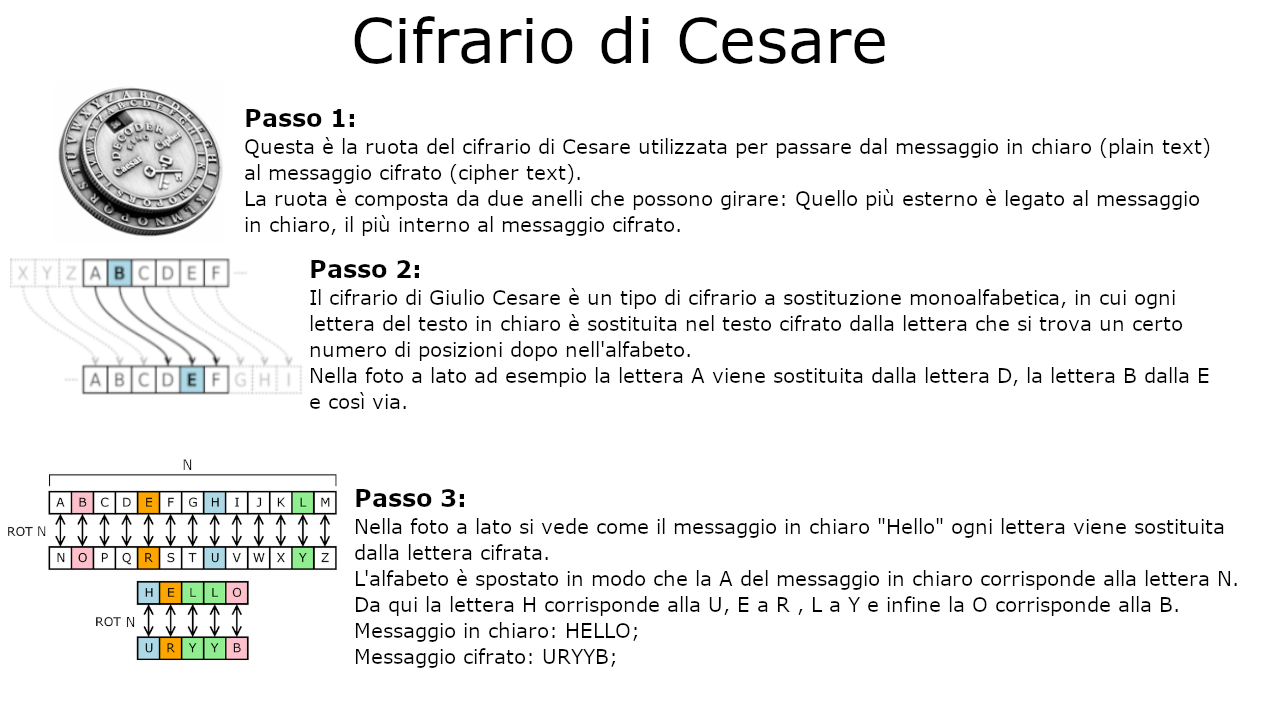 Cifrario di Cesare
DECODER
RING
Caesar Cipher
Passo 1:
Questa è la ruota del cifrario di Cesare utilizzata per passare dal messaggio in chiaro (plain text)
al messaggio cifrato (cipher text).
La ruota è composta da due anelli che possono girare: Quello più esterno è legato al messaggio
in chiaro, il più interno al messaggio cifrato.
X Y Z A B C D E F
A B C D E F G H I
Passo 2:
Il cifrario di Giulio Cesare è un tipo di cifrario a sostituzione monoalfabetica, in cui ogni
lettera del testo in chiaro è sostituita nel testo cifrato dalla lettera che si trova un certo
numero di posizioni dopo nell'alfabeto.
Nella foto a lato ad esempio la lettera A viene sostituita dalla lettera D, la lettera B dalla E
e così via.
N
A B C D E F G H I J K L M
ROT N
N O P Q R S T U V W X Y Z
H E L L O
ROT N
U R Y Y B
Passo 3:
Nella foto a lato si vede come il messaggio in chiaro "Hello" ogni lettera viene sostituita
dalla lettera cifrata.
L'alfabeto è spostato in modo che la A del messaggio in chiaro corrisponde alla lettera N.
Da qui la lettera H corrisponde alla U, E a R , L a Y e infine la O corrisponde alla B.
Messaggio in chiaro: HELLO;
Messaggio cifrato: URYYB;